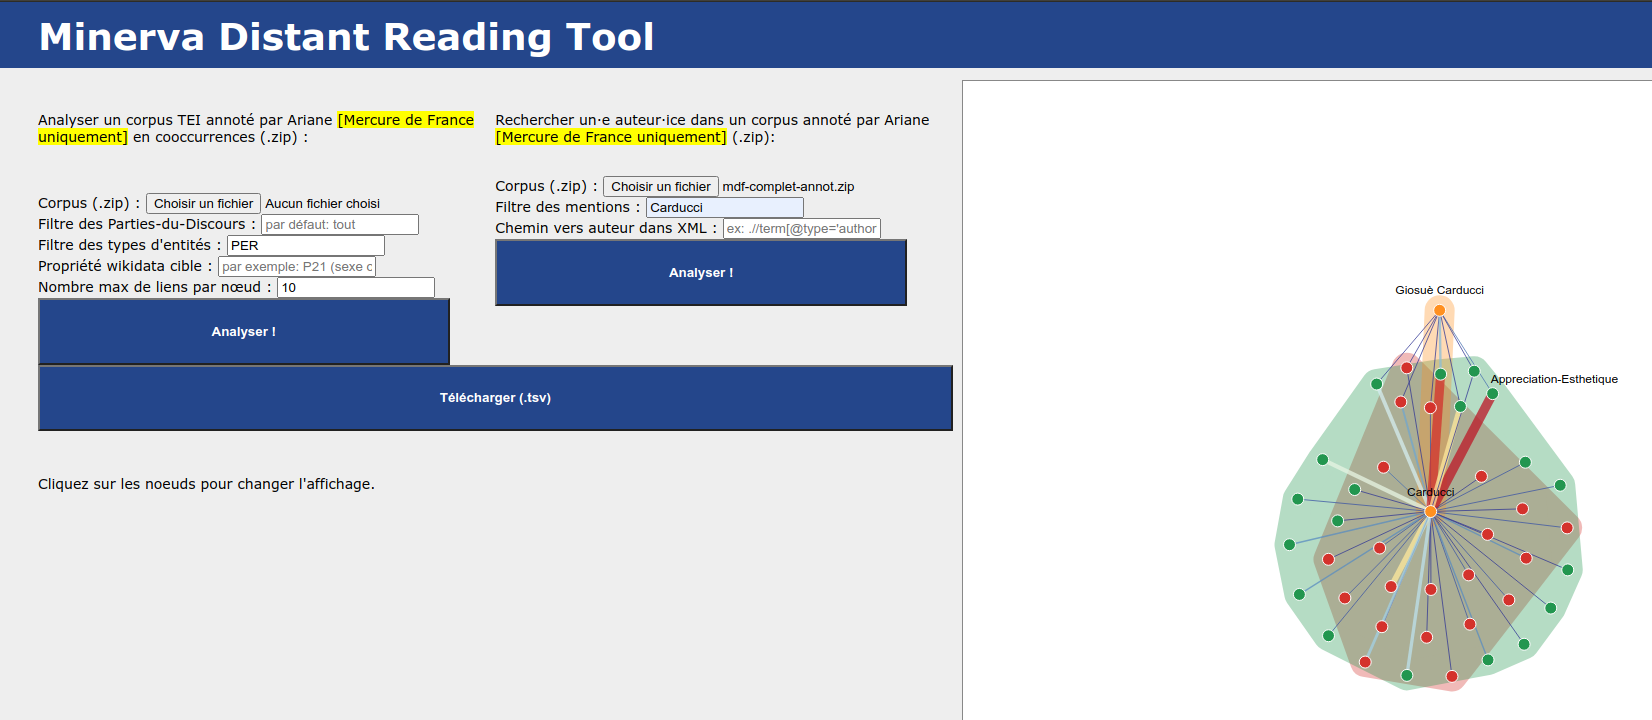 Minerva Distant Reading Tool
Analyser un corpus TEI annoté par Ariane [Mercure de France
uniquement] en cooccurrences (.zip) :
Corpus (.zip) : Choisir un fichier Aucun fichier choisi
Filtre des Parties-du-Discours : par défaut: tout
Filtre des types d'entités : PER
Propriété wikidata cible : par exemple: P21 (sexe c
Nombre max de liens par nœud : 10
Analyser !
Rechercher un·e auteur·ice dans un corpus annoté par Ariane
[Mercure de France uniquement] (.zip):
Corpus (.zip) : Choisir un fichier mdf-complet-annot.zip
Filtre des mentions : Carducci
Chemin vers auteur dans XML : ex: .//term[@type='author
Analyser !
Télécharger (.tsv)
Cliquez sur les noeuds pour changer l'affichage.
Giosuè Carducci
Appreciation-Esthetique
Carducci